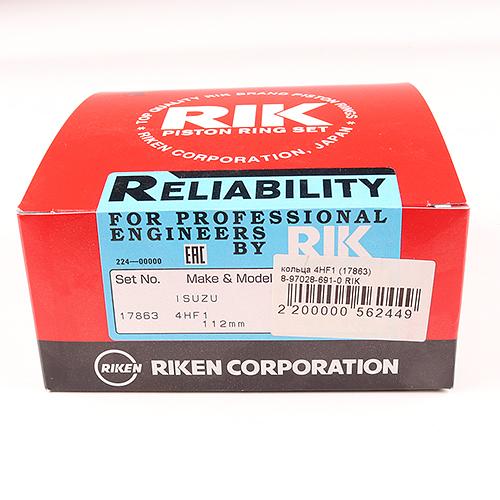 TOP QUALITY RIK BRAND PISTON RINGS
RIK
PISTON RING SET
* RIKEN CORPORATION, JAPAN *
RELIABILITY
FOR PROFESSIONAL
ENGINEERS
BY RIK
EAC
224—00000
Set No. Make & Model
ISUZU
17863 4HF1
112mm
кольца 4HF1 (17863)
8-97028-691-0 RIK
2 200000 562449
RIKEN RIKEN CORPORATION